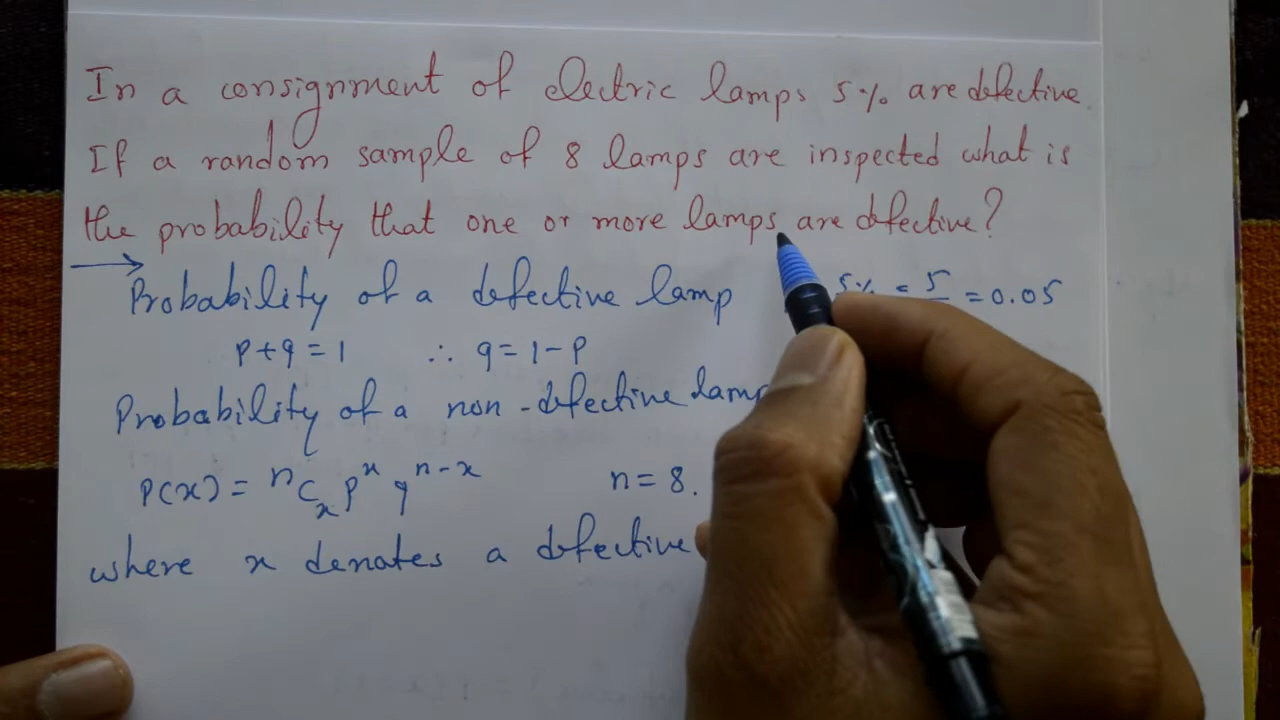 In a consignment of electric lamps 5% are defective.
If a random sample of 8 lamps are inspected what is
the probability that one or more lamps are defective?
→ Probability of a defective lamp 5% = 5 = 0.05
p+q=1 ∴ q=1-p
Probability of a non-defective lamp
P(x) = nCx p^x q^n-x n=8.
where x denotes a defective